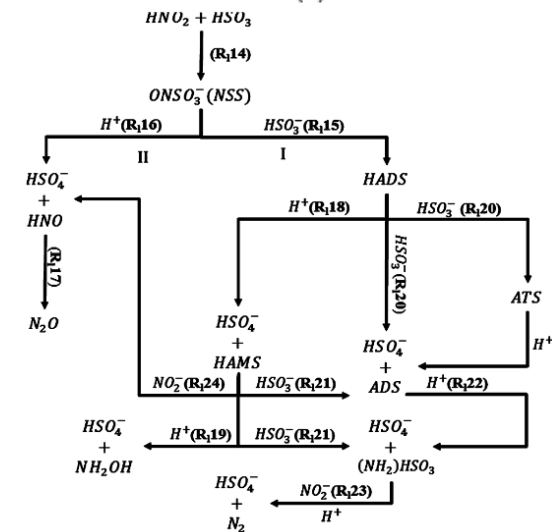 HNO₂ + HSO₃
(R₁14)
ONSO₃⁻(NSS)
H⁺(R₁16) HSO₃⁻(R₁15)
II I
HSO₄⁻
+
HNO
HADS
H⁺(R₁18) HSO₃⁻(R₁20)
(R₁17)
HSO₃⁻(R₁20)
N₂O
ATS
HSO₄⁻
+
HAMS
H⁺
HSO₄⁻
+
ADS
NO₂⁻(R₁24) HSO₃⁻(R₁21) H⁺(R₁22)
HSO₄⁻
+
NH₂OH
H⁺(R₁19) HSO₃⁻(R₁21)
HSO₄⁻
+
(NH₂)HSO₃
HSO₄⁻
+
N₂
NO₂⁻(R₁23)
H⁺